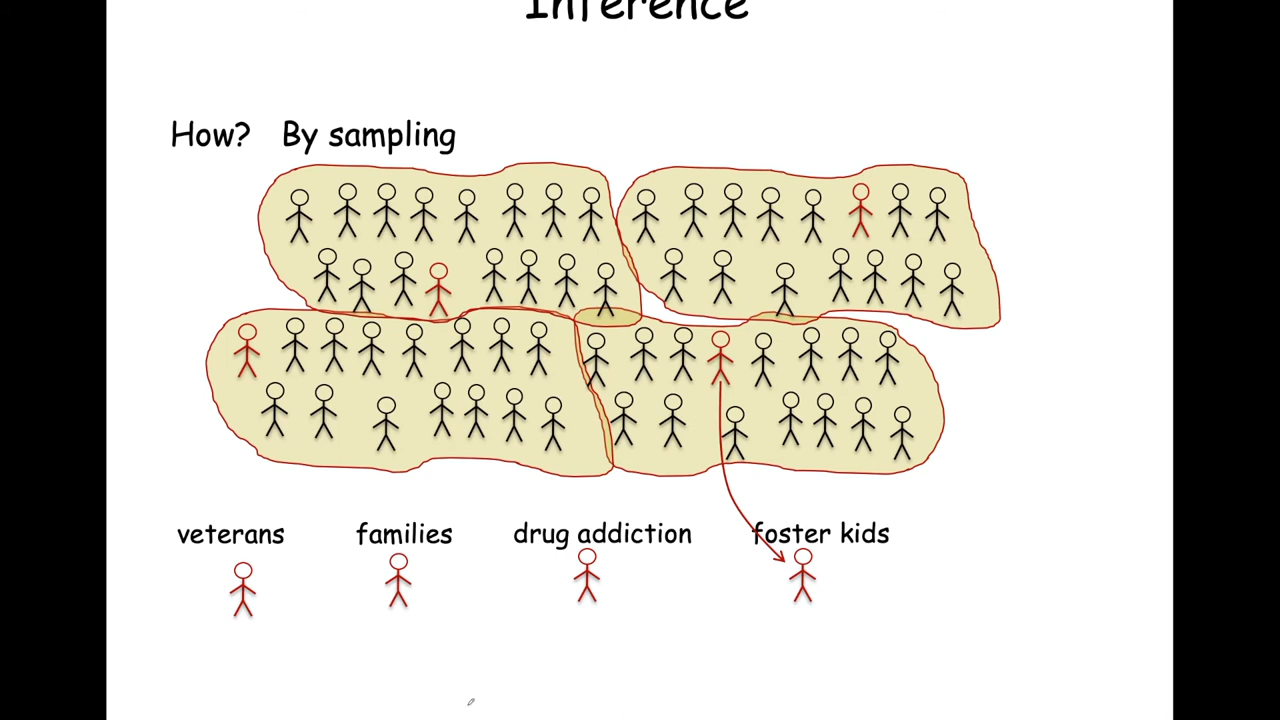 Inference
How? By sampling
veterans families drug addiction foster kids